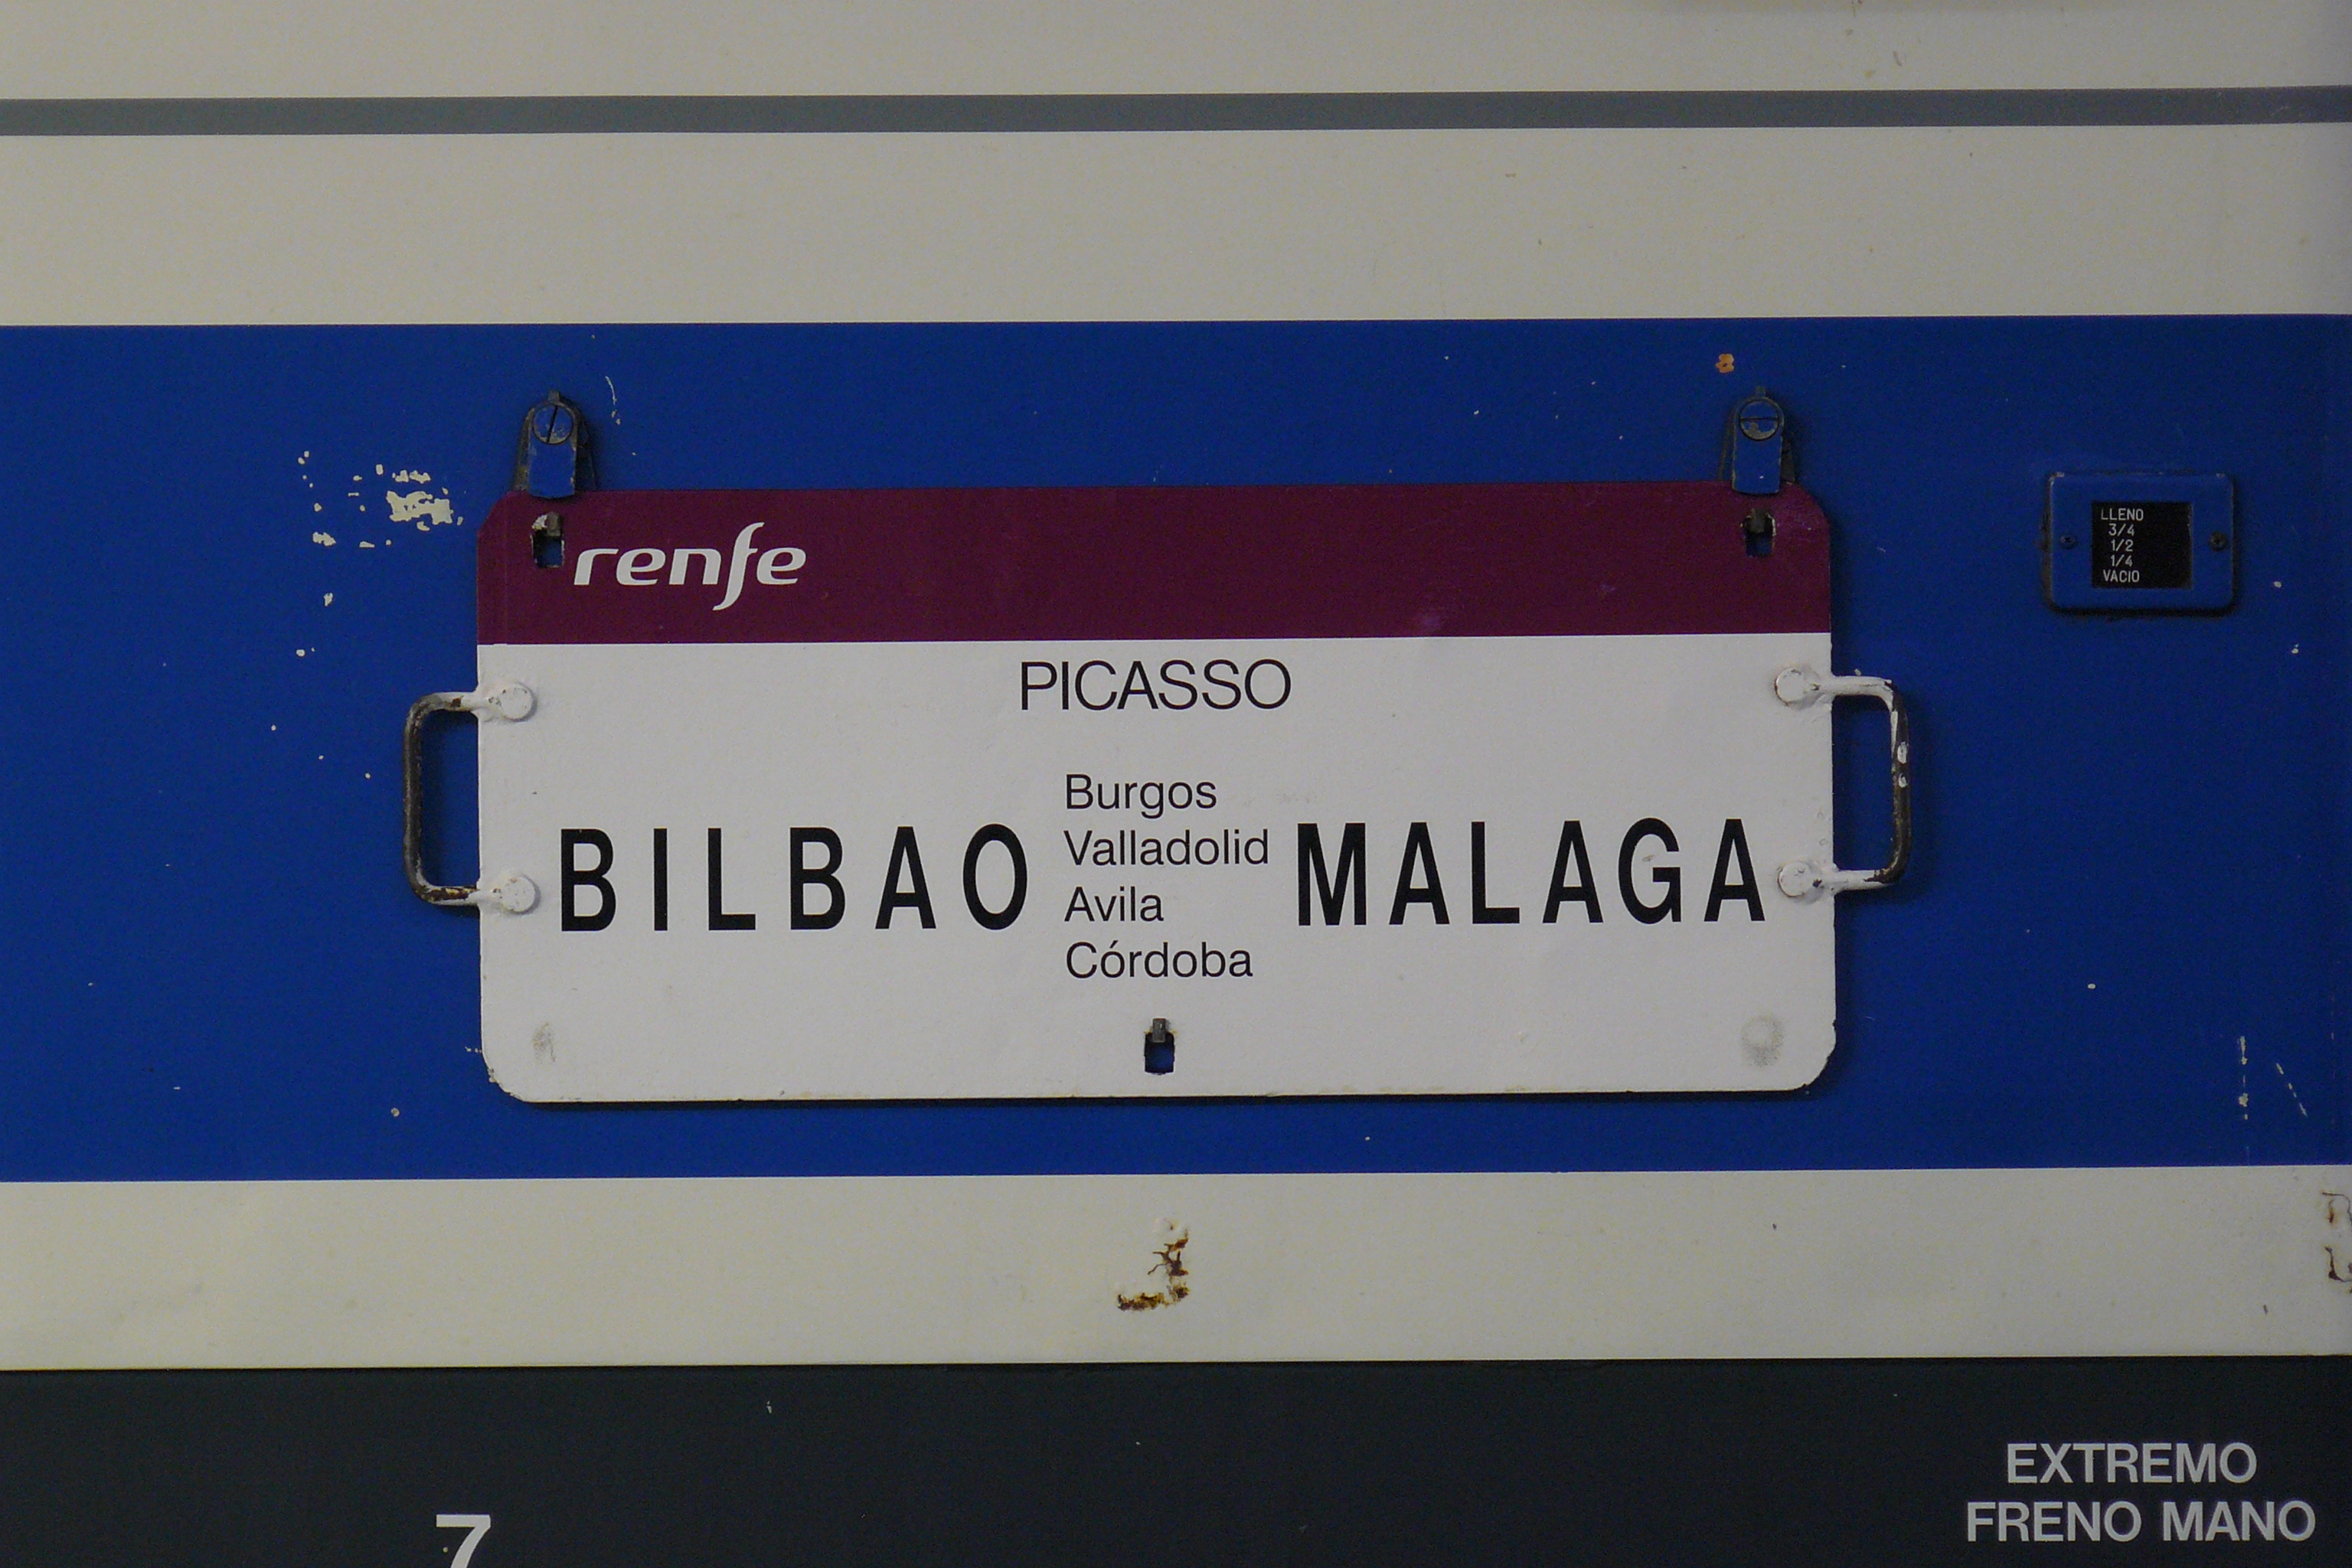 renfe
PICASSO
BILBAO
Burgos
Valladolid
Avila
Córdoba
MALAGA
LLENO
3/4
1/2
1/4
VACIO
EXTREMO
FRENO MANO
7